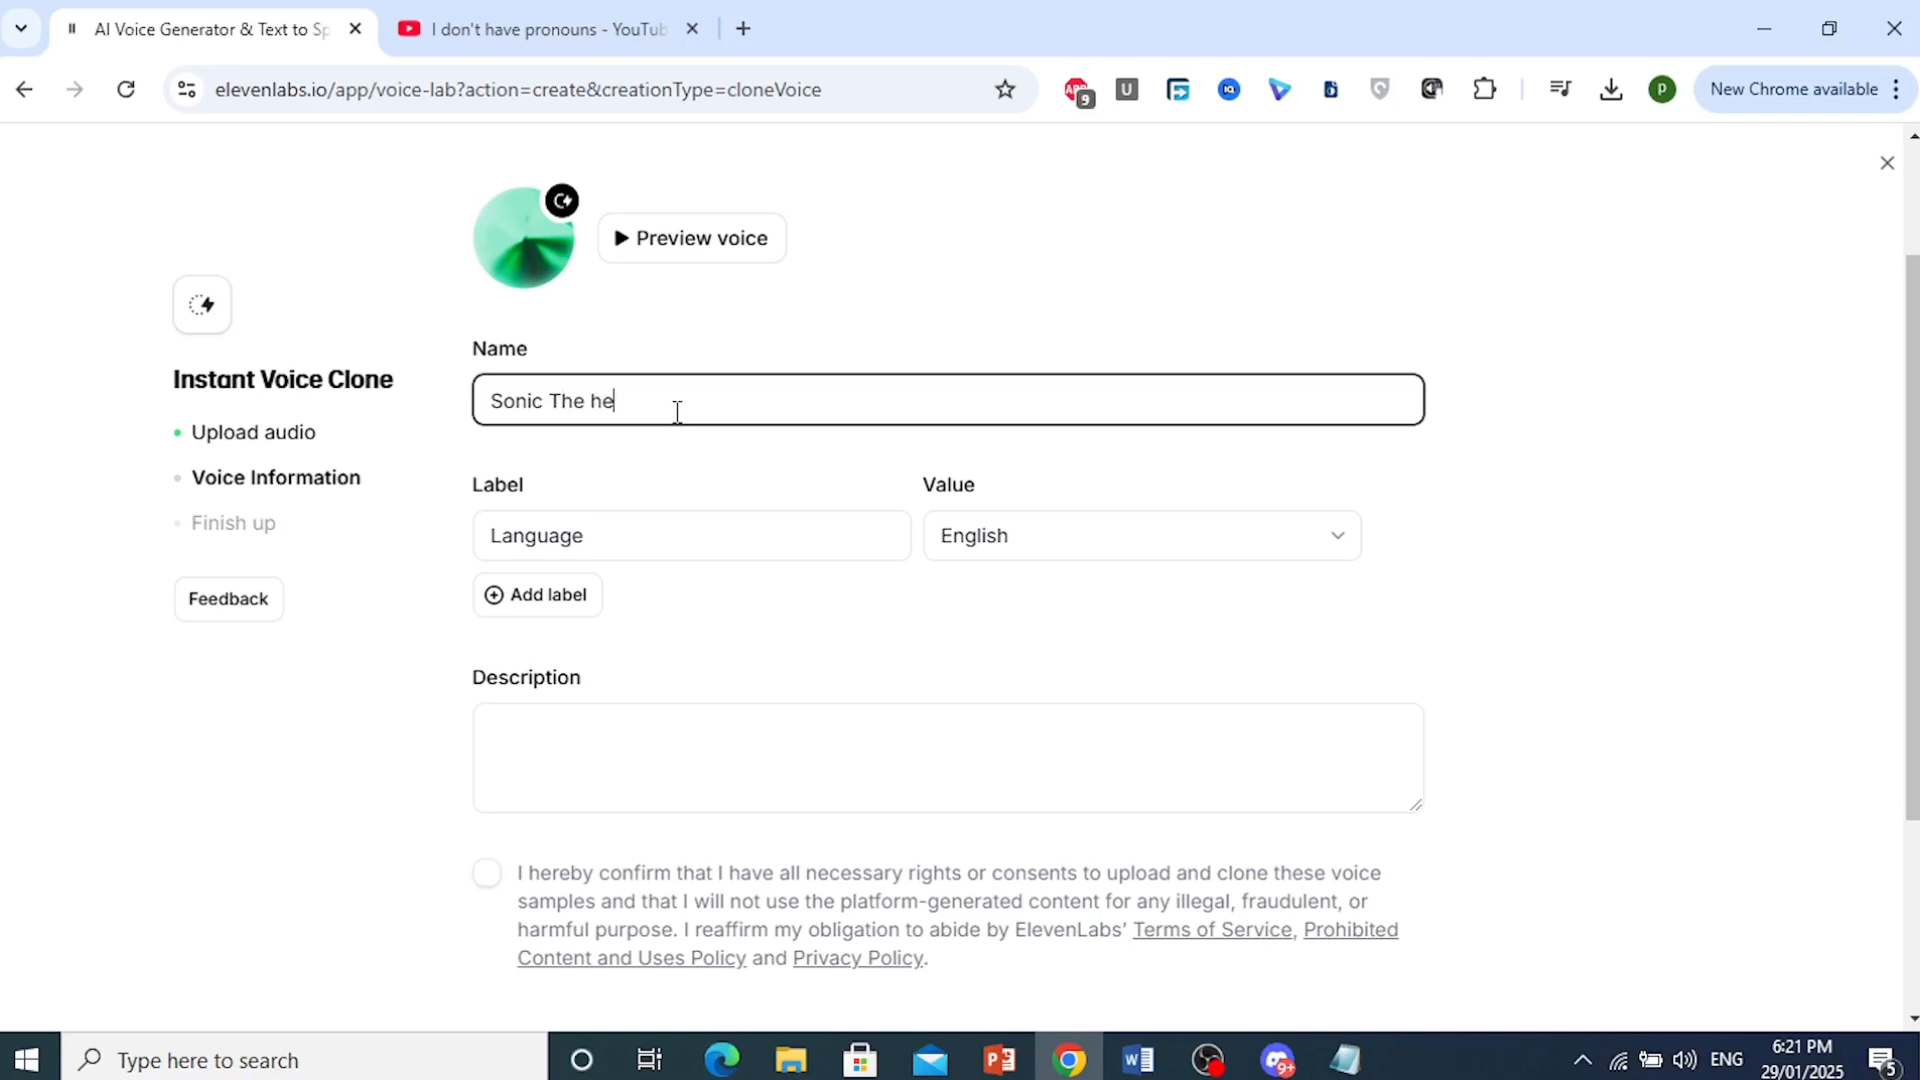 AI Voice Generator & Text to Sp
I don't have pronouns - YouTub
elevenlabs.io/app/voice-lab?action=create&creationType=cloneVoice
9
U
IQ
P
New Chrome available
Preview voice
Instant Voice Clone
Upload audio
Voice Information
Finish up
Feedback
Name
Sonic The he
Label
Value
Language
English
Add label
Description
I hereby confirm that I have all necessary rights or consents to upload and clone these voice
samples and that I will not use the platform-generated content for any illegal, fraudulent, or
harmful purpose. I reaffirm my obligation to abide by ElevenLabs' Terms of Service, Prohibited
Content and Uses Policy and Privacy Policy.
Type here to search
9+
ENG
6:21 PM
29/01/2025
5